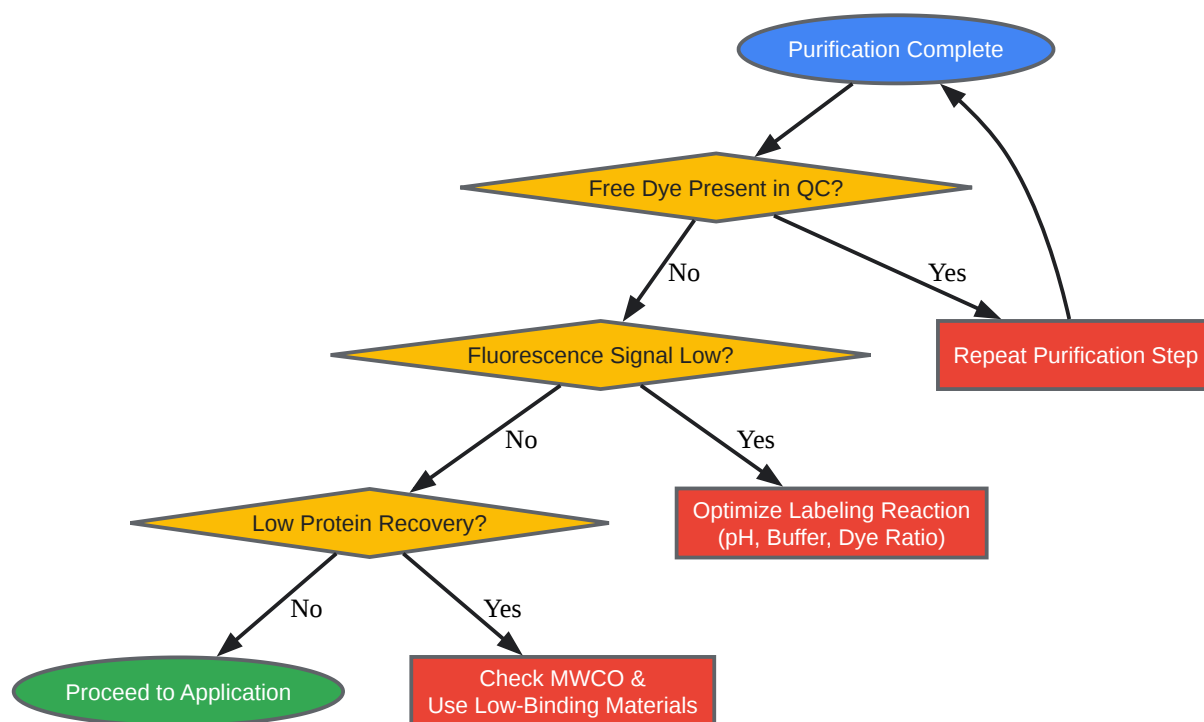 Purification Complete
Free Dye Present in QC?
No
Yes
Fluorescence Signal Low?
Repeat Purification Step
No
Yes
Low Protein Recovery?
Optimize Labeling Reaction
(pH, Buffer, Dye Ratio)
No
Yes
Proceed to Application
Check MWCO &
Use Low-Binding Materials